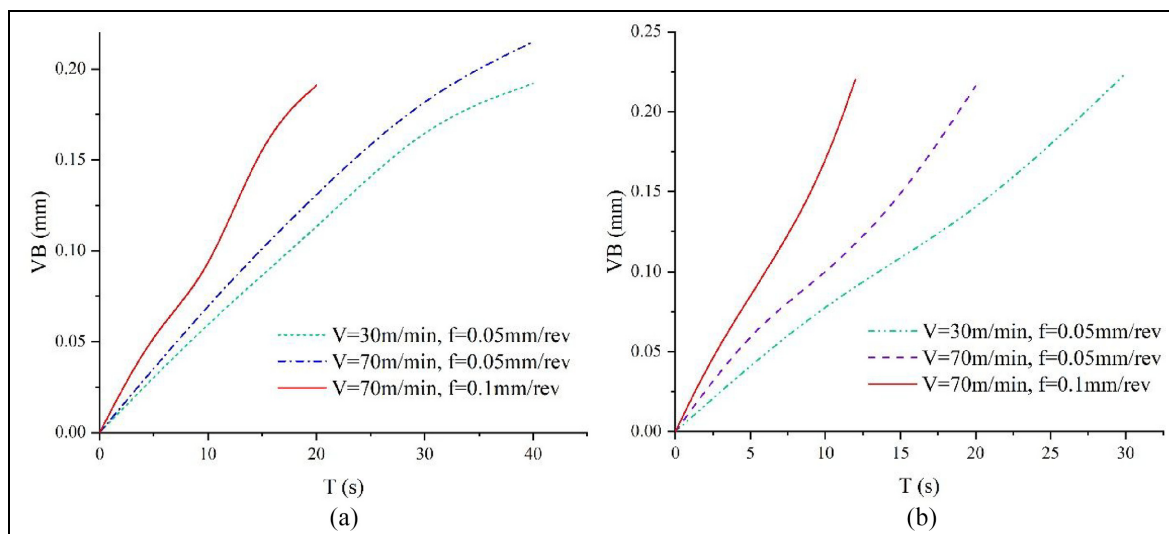 0.20
0.15
0.10
0.05
0.00
VB (mm)
0
10
20
30
40
T (s)
V=30m/min, f=0.05mm/rev
V=70m/min, f=0.05mm/rev
V=70m/min, f=0.1mm/rev
(a)
0.25
0.20
0.15
0.10
0.05
0.00
VB (mm)
0
5
10
15
20
25
30
T (s)
V=30m/min, f=0.05mm/rev
V=70m/min, f=0.05mm/rev
V=70m/min, f=0.1mm/rev
(b)